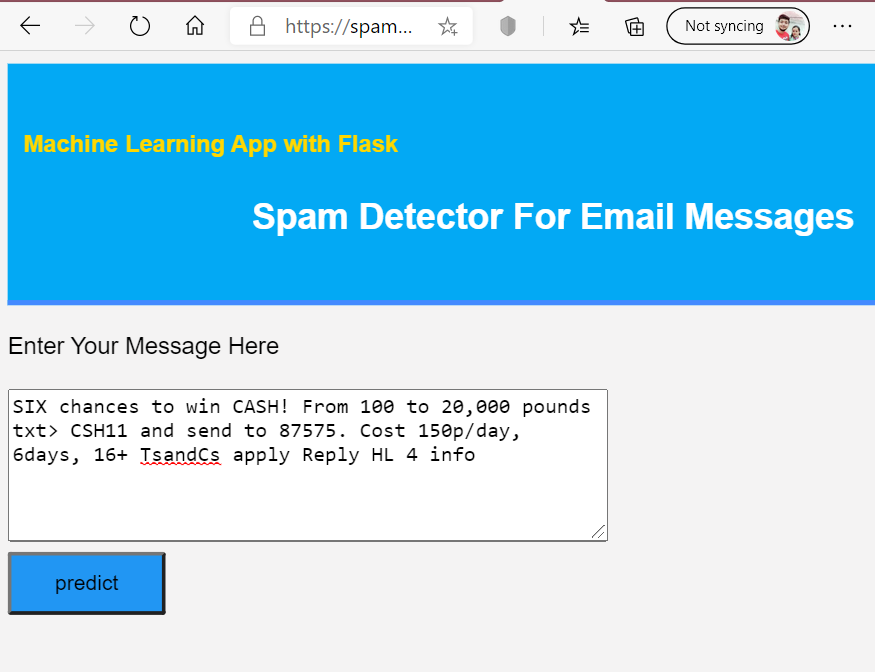 https://spam...
Not syncing
Machine Learning App with Flask
Spam Detector For Email Messages
Enter Your Message Here
SIX chances to win CASH! From 100 to 20,000 pounds
txt> CSH11 and send to 87575. Cost 150p/day,
6days, 16+ TsandCs apply Reply HL 4 info
predict